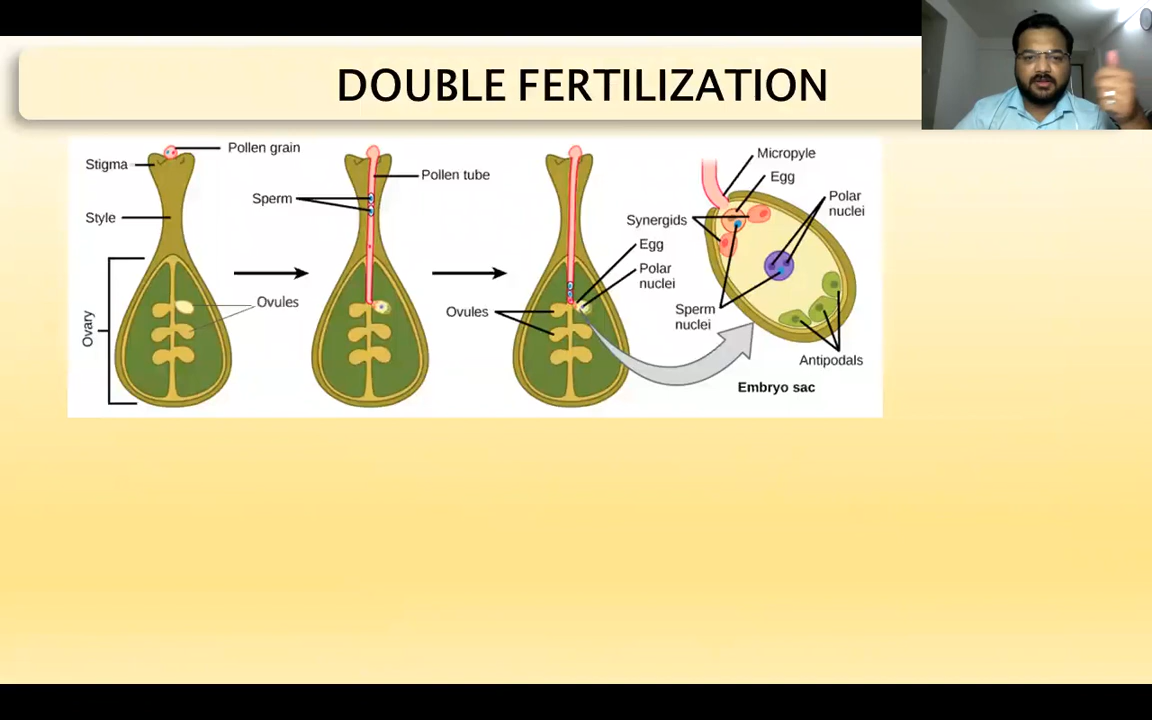 DOUBLE FERTILIZATION
Pollen grain
Stigma
Style
Ovary
Ovules
Sperm
Pollen tube
Ovules
Egg
Polar
nuclei
Micropyle
Egg
Polar
nuclei
Synergids
Sperm
nuclei
Antipodals
Embryo sac